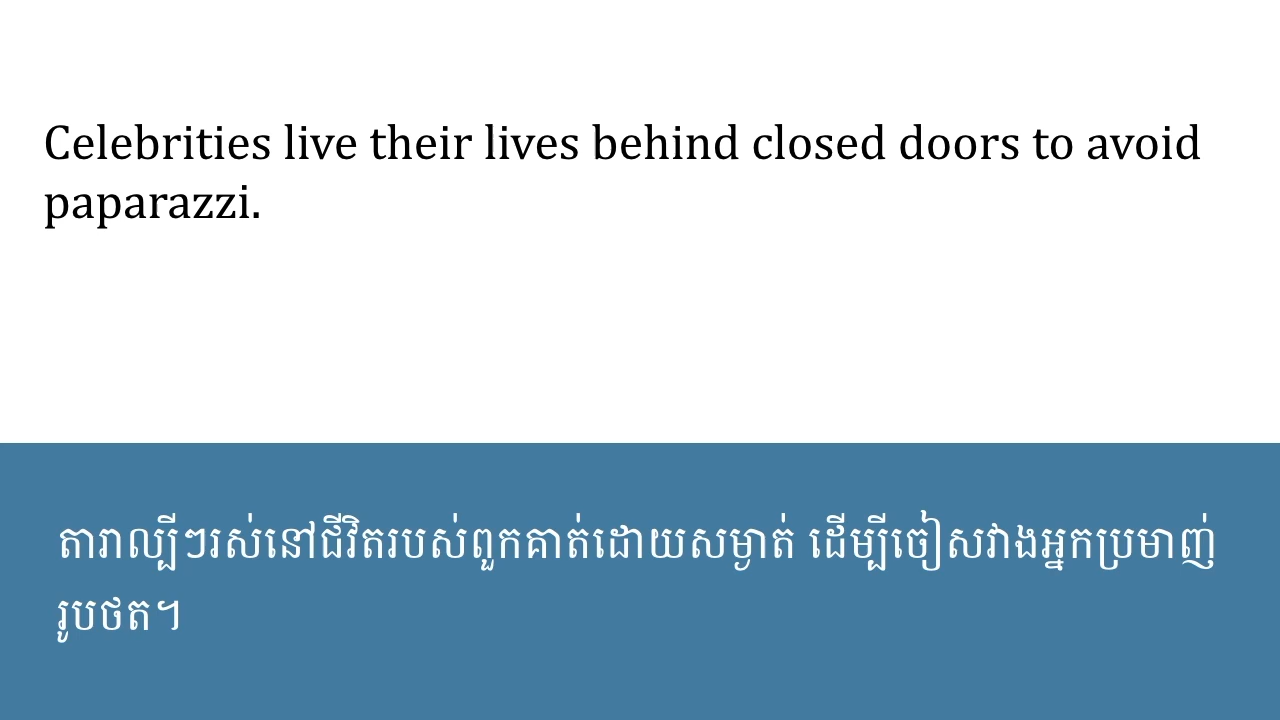 Celebrities live their lives behind closed doors to avoid
paparazzi.
តារាល្បីៗរស់នៅជីវិតរបស់ពួកគាត់ដោយសម្ងាត់ ដើម្បីចៀសវាងអ្នកប្រមាញ់
រូបថត។